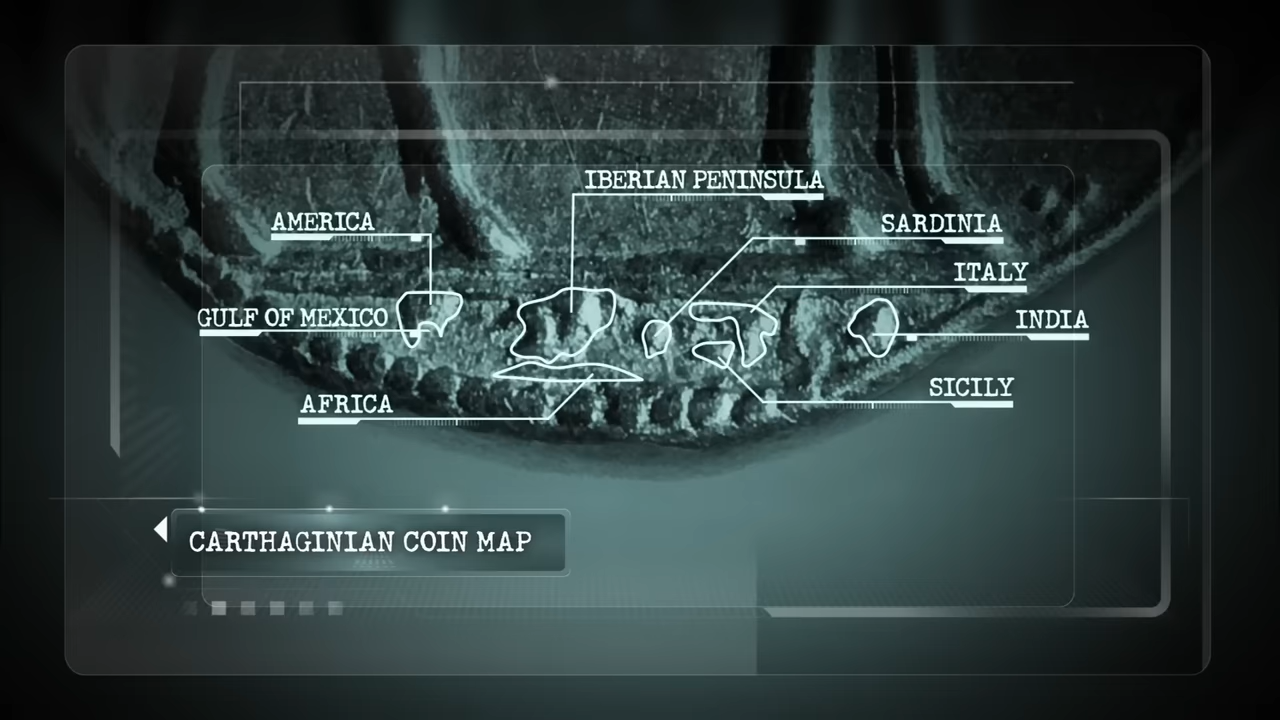 IBERIAN PENINSULA
AMERICA
SARDINIA
ITALY
GULF OF MEXICO
INDIA
SICILY
AFRICA
CARTHAGINIAN COIN MAP